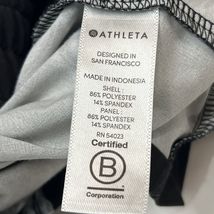 ATHLETA
DESIGNED IN
SAN FRANCISCO
MADE IN INDONESIA
SHELL :
86% POLYESTER
14% SPANDEX
PANEL :
86% POLYESTER
14% SPANDEX
RN 54023
Certified
B
Corporation